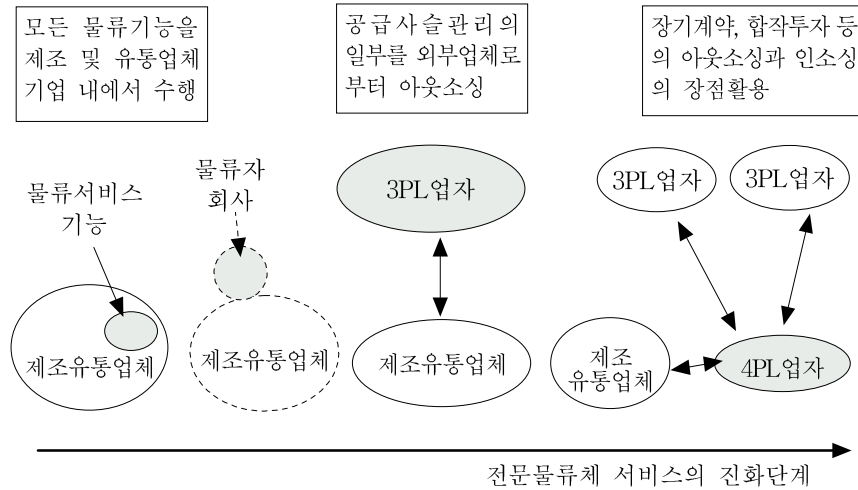 모든 물류기능을
제조 및 유통업체
기업 내에서 수행
공급사슬관리의
일부를 외부업체로
부터 아웃소싱
장기계약, 합작투자 등
의 아웃소싱과 인소싱
의 장점활용
물류서비스
기능
물류자
회사
3PL업자
3PL업자
3PL업자
제조유통업체
제조유통업체
제조유통업체
제조
유통업체
4PL업자
전문물류체 서비스의 진화단계